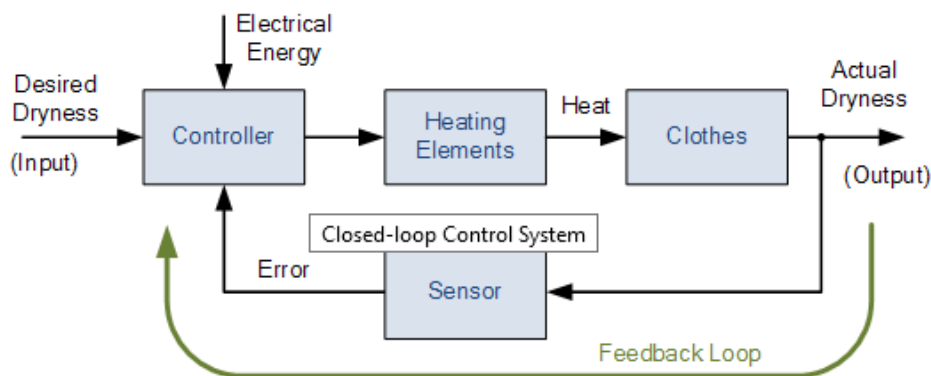 Electrical
Energy
Desired
Dryness
(Input)
Controller
Heating
Elements
Heat
Clothes
Actual
Dryness
(Output)
Closed-loop Control System
Error
Sensor
Feedback Loop